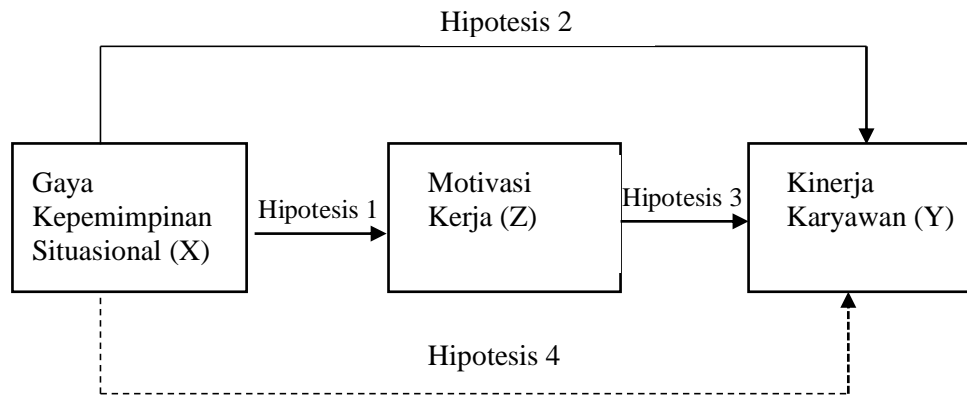 Hipotesis 2
Gaya
Kepemimpinan
Situasional (X)
Hipotesis 1
Motivasi
Kerja (Z)
Hipotesis 3
Kinerja
Karyawan (Y)
Hipotesis 4